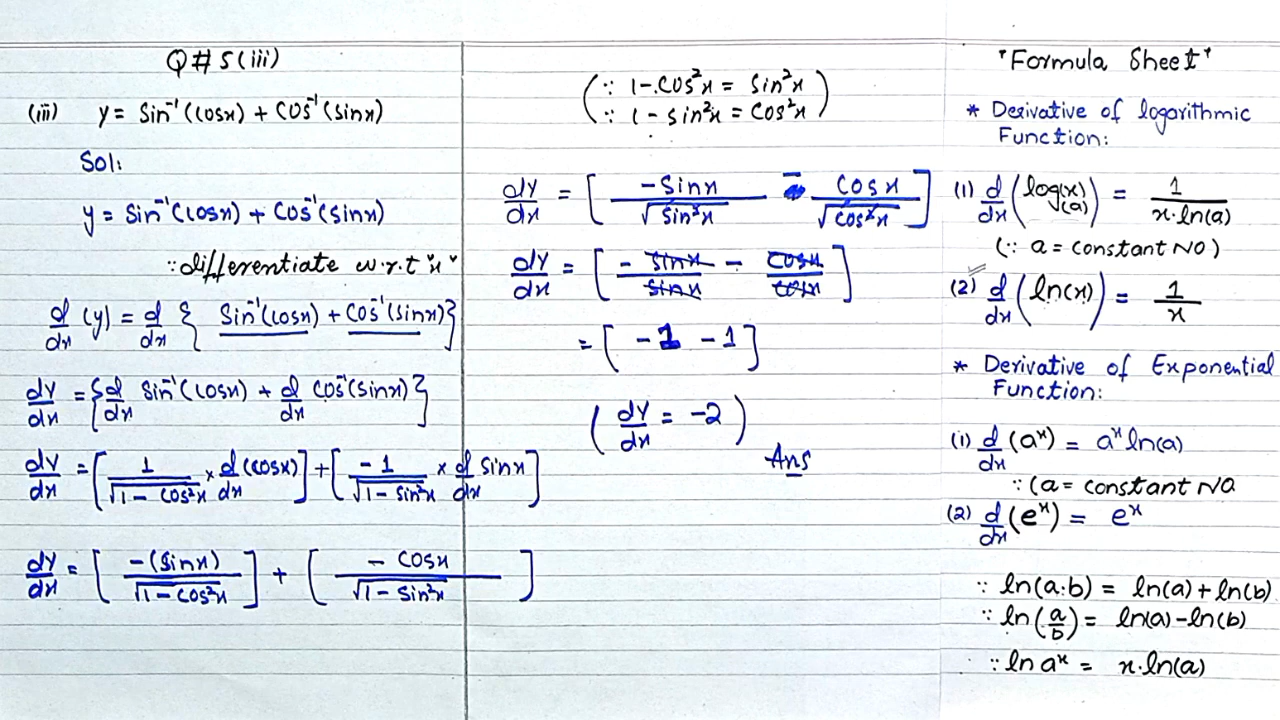 Q # 5 (iii)
(iii) y = Sin⁻¹(cosx) + Cos⁻¹(sinx)
Sol:
y = Sin⁻¹(cosx) + Cos⁻¹(sinx)
∵ differentiate w.r.t "x"
d/dx (y) = d/dx { Sin⁻¹(cosx) + Cos⁻¹(sinx) }
dy/dx = { d/dx Sin⁻¹(cosx) + d/dx Cos⁻¹(sinx) }
dy/dx = [ 1/√(1 - cos²x) × d/dx (cosx) ] + [ -1/√(1 - sin²x) × d/dx sinx ]
dy/dx = [ -(sinx)/√(1 - cos²x) ] + [ - cosx/√(1 - sin²x) ]
(∵ 1 - cos²x = Sin²x)
(∵ 1 - sin²x = Cos²x)
dy/dx = [ -Sinx/√(sin²x) - cosx/√(cos²x) ]
dy/dx = [ - sinx/sinx - cosx/cosx ]
= [ - 1 - 1 ]
( dy/dx = -2 )
Ans
"Formula Sheet"
* Derivative of logarithmic
Function:
(1) d/dx (log(x)(a)) = 1/(x·ln(a))
(∵ a = constant NO)
(2) d/dx (ln(x)) = 1/x
* Derivative of Exponential
Function:
(1) d/dx (aˣ) = aˣ ln(a)
∵ (a = constant NO
(2) d/dx (eˣ) = eˣ
∵ ln(a·b) = ln(a) + ln(b)
∵ ln(a/b) = ln(a) - ln(b)
∵ ln aˣ = x·ln(a)